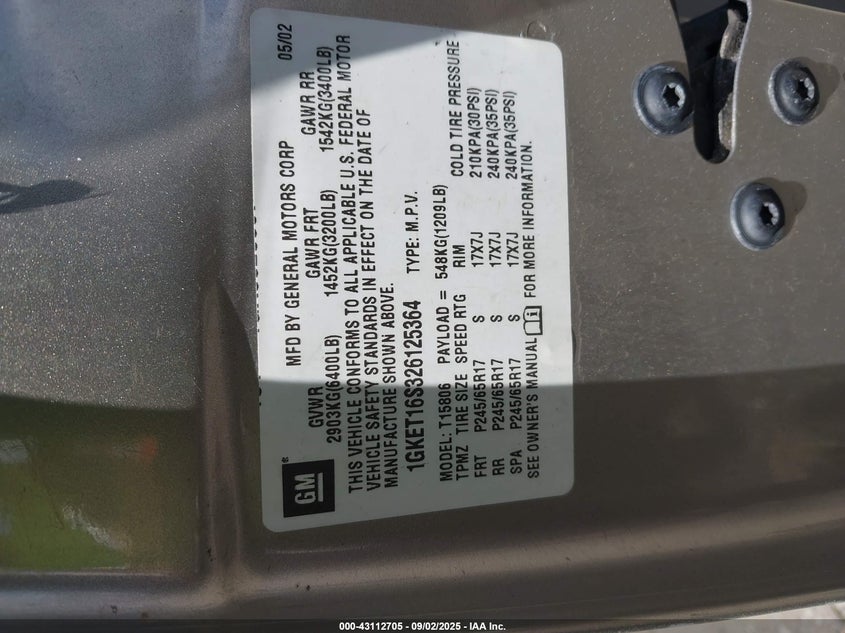 MFD BY GENERAL MOTORS CORP 05/02
GVWR GAWR FRT GAWR RR
2903KG(6400LB) 1452KG(3200LB) 1542KG(3400LB)
THIS VEHICLE CONFORMS TO ALL APPLICABLE U.S. FEDERAL MOTOR
VEHICLE SAFETY STANDARDS IN EFFECT ON THE DATE OF
MANUFACTURE SHOWN ABOVE.
1GKET16S326125364 TYPE: M.P.V.
MODEL: T15806 PAYLOAD = 548KG(1209LB)
TPMZ TIRE SIZE SPEED RTG RIM COLD TIRE PRESSURE
FRT P245/65R17 S 17X7J 210KPA(30PSI)
RR P245/65R17 S 17X7J 240KPA(35PSI)
SPA P245/65R17 S 17X7J 240KPA(35PSI)
SEE OWNER'S MANUAL FOR MORE INFORMATION.
GM ®
000-43112705 - 09/02/2025 - IAA Inc.